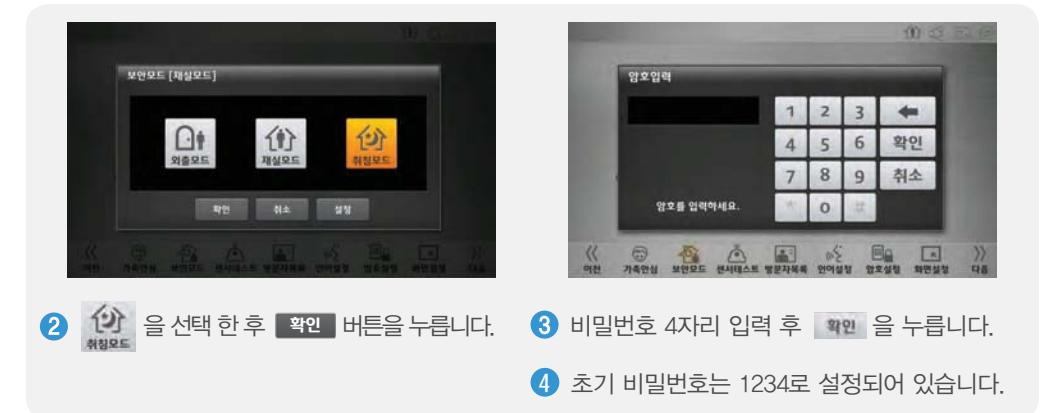 보안모드 [재실모드]
외출모드 재실모드 취침모드
확인 취소 설정
이전 가족안심 보안모드 센서테스트 방문자목록 언어설정 암호설정 화면설정 다음
2 취침모드 을 선택 한 후 확인 버튼을 누릅니다.
암호입력
1 2 3
4 5 6 확인
7 8 9 취소
* 0 #
암호를 입력하세요.
이전 가족안심 보안모드 센서테스트 방문자목록 언어설정 암호설정 화면설정 다음
3 비밀번호 4자리 입력 후 확인 을 누릅니다.
4 초기 비밀번호는 1234로 설정되어 있습니다.